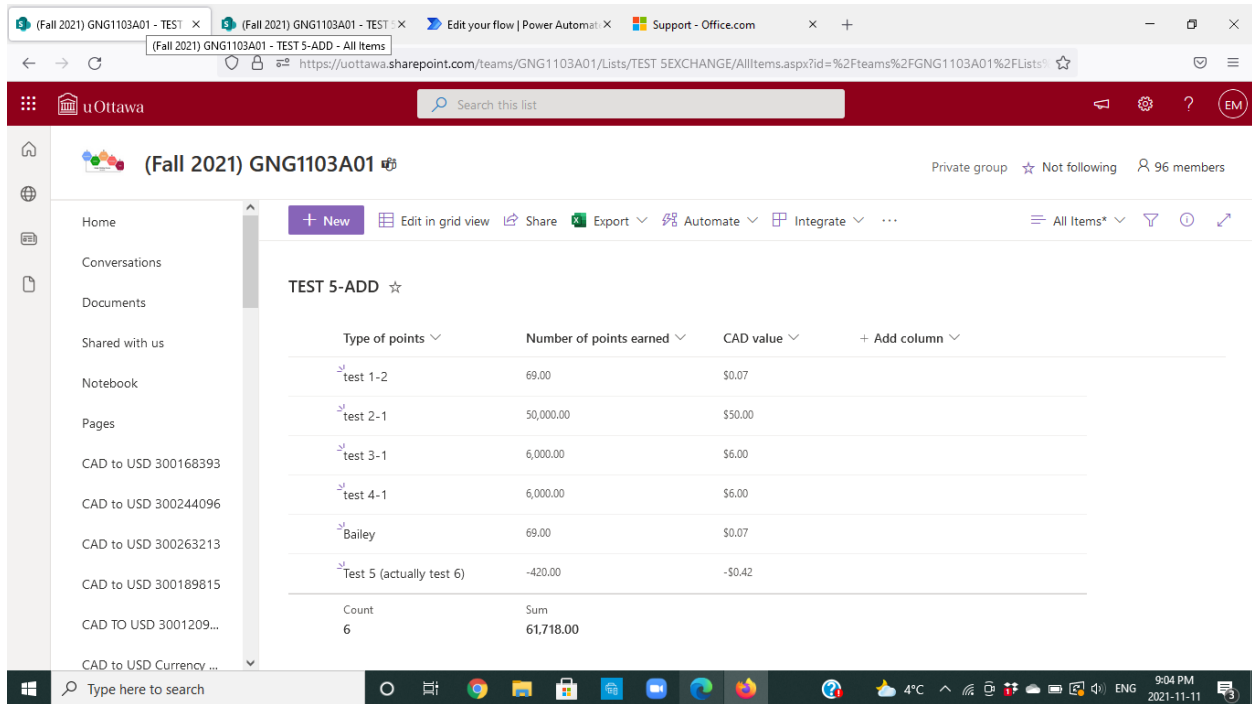 (Fall 2021) GNG1103A01 - TEST
(Fall 2021) GNG1103A01 - TEST 5
Edit your flow | Power Automat
Support - Office.com
(Fall 2021) GNG1103A01 - TEST 5-ADD - All Items
https://uottawa.sharepoint.com/teams/GNG1103A01/Lists/TEST 5EXCHANGE/AllItems.aspx?id=%2Fteams%2FGNG1103A01%2FLists%
uOttawa
Search this list
EM
(Fall 2021) GNG1103A01
Private group
Not following
96 members
Home
Conversations
Documents
Shared with us
Notebook
Pages
CAD to USD 300168393
CAD to USD 300244096
CAD to USD 300263213
CAD to USD 300189815
CAD TO USD 3001209...
CAD to USD Currency ...
+ New
Edit in grid view
Share
Export
Automate
Integrate
...
All Items*
TEST 5-ADD
Type of points Number of points earned CAD value + Add column
test 1-2 69.00 $0.07
test 2-1 50,000.00 $50.00
test 3-1 6,000.00 $6.00
test 4-1 6,000.00 $6.00
Bailey 69.00 $0.07
Test 5 (actually test 6) -420.00 -$0.42
Count Sum
6 61,718.00
Type here to search
4°C
ENG
9:04 PM
2021-11-11
3